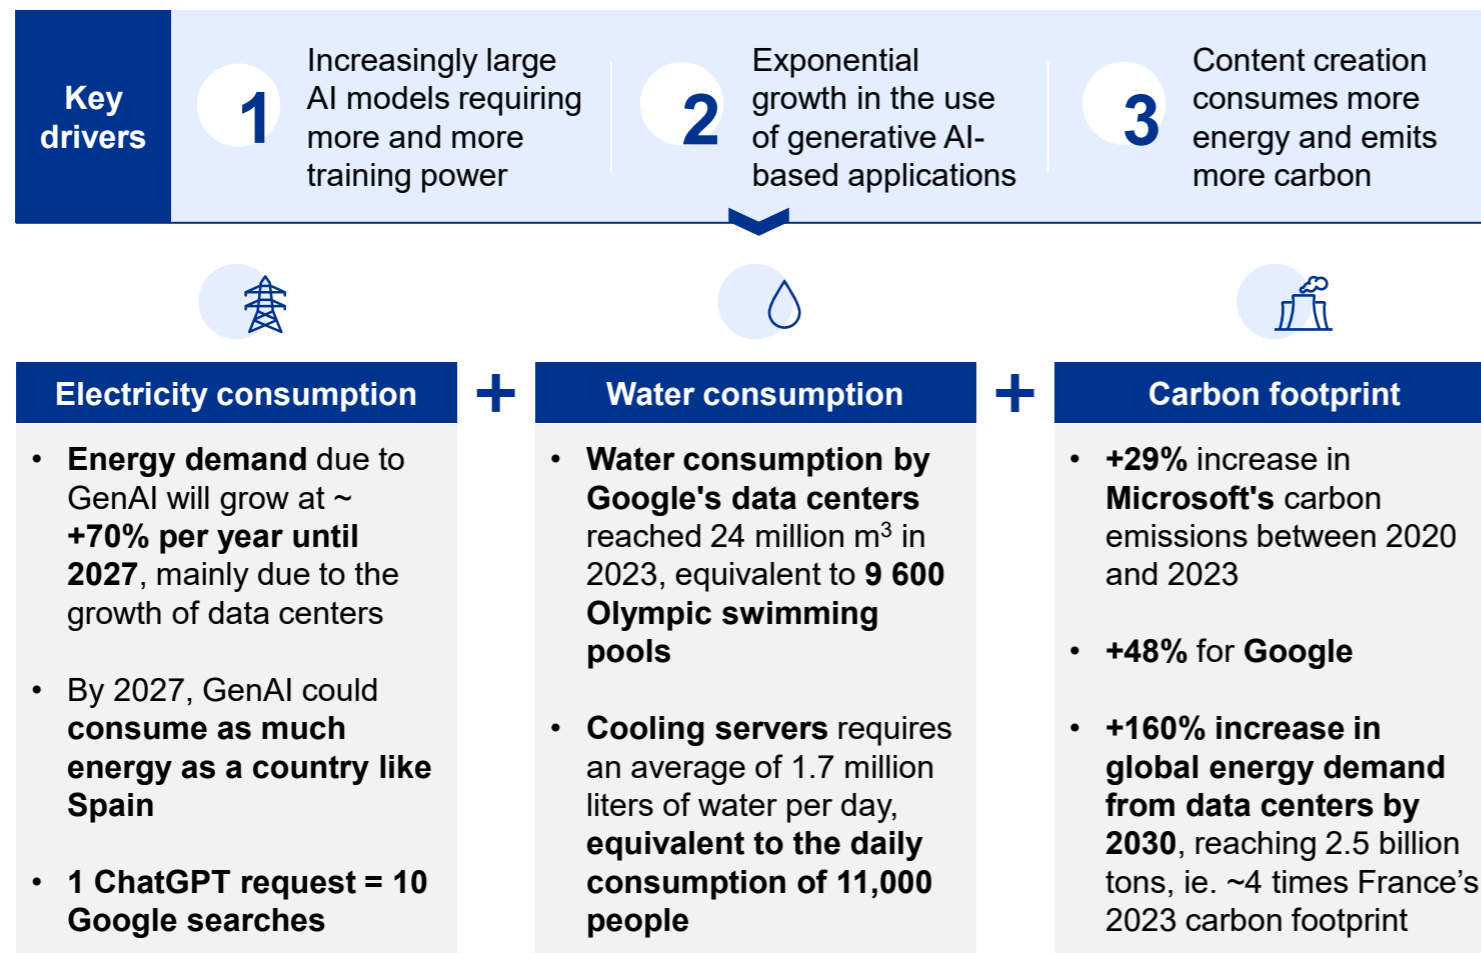 Key
drivers
1
Increasingly large
AI models requiring
more and more
training power
2
Exponential
growth in the use
of generative AI-
based applications
3
Content creation
consumes more
energy and emits
more carbon
Electricity consumption
• Energy demand due to
GenAI will grow at ~
+70% per year until
2027, mainly due to the
growth of data centers
• By 2027, GenAI could
consume as much
energy as a country like
Spain
• 1 ChatGPT request = 10
Google searches
+
Water consumption
• Water consumption by
Google's data centers
reached 24 million m³ in
2023, equivalent to 9 600
Olympic swimming
pools
• Cooling servers requires
an average of 1.7 million
liters of water per day,
equivalent to the daily
consumption of 11,000
people
+
Carbon footprint
• +29% increase in
Microsoft's carbon
emissions between 2020
and 2023
• +48% for Google
• +160% increase in
global energy demand
from data centers by
2030, reaching 2.5 billion
tons, ie. ~4 times France’s
2023 carbon footprint